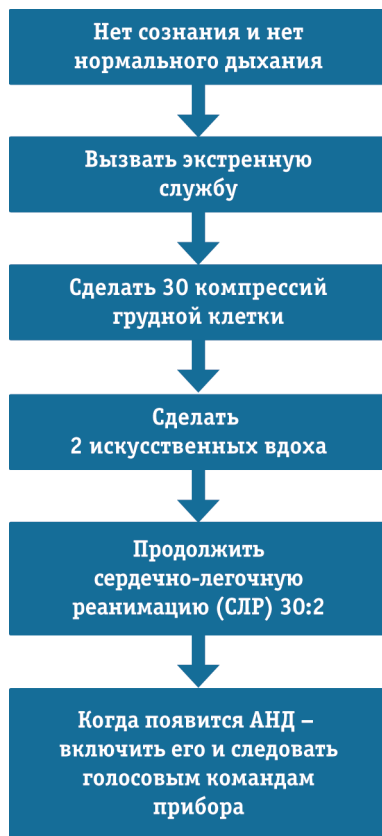 Нет сознания и нет
нормального дыхания
Вызвать экстренную
службу
Сделать 30 компрессий
грудной клетки
Сделать
2 искусственных вдоха
Продолжить
сердечно-легочную
реанимацию (СЛР) 30:2
Когда появится АНД –
включить его и следовать
голосовым командам
прибора